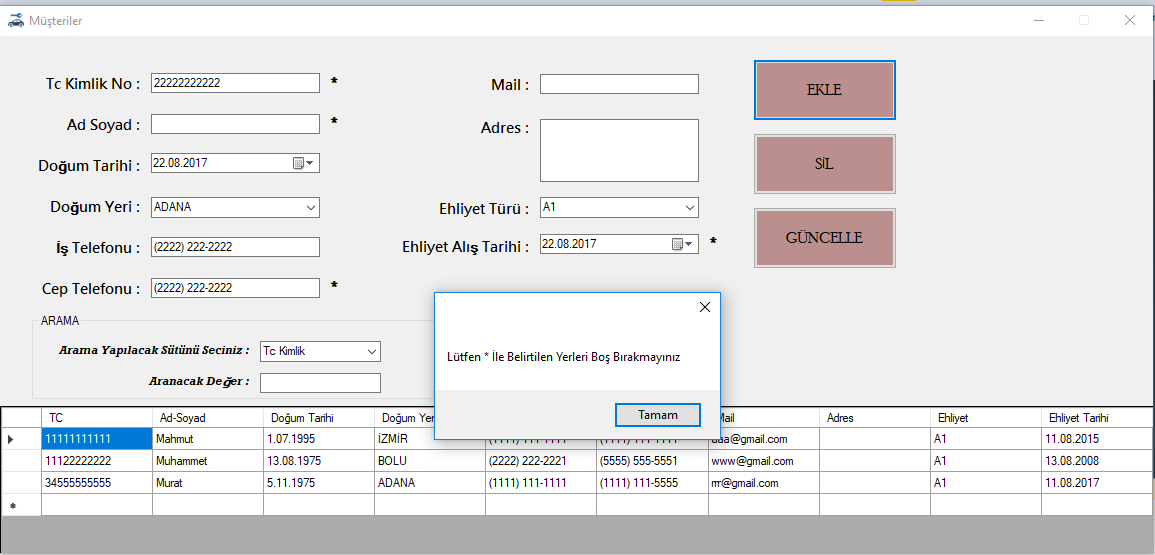 Müşteriler
Tc Kimlik No : 22222222222 *
Ad Soyad : *
Doğum Tarihi : 22.08.2017
Doğum Yeri : ADANA
İş Telefonu : (2222) 222-2222
Cep Telefonu : (2222) 222-2222 *
Mail :
Adres :
Ehliyet Türü : A1
Ehliyet Alış Tarihi : 22.08.2017 *
EKLE
SİL
GÜNCELLE
ARAMA
Arama Yapılacak Sütünü Seciniz : Tc Kimlik
Aranacak Değer :
Lütfen * İle Belirtilen Yerleri Boş Bırakmayınız
Tamam
TC Ad-Soyad Doğum Tarihi Doğum Mail Adres Ehliyet Ehliyet Tarihi
11111111111 Mahmut 1.07.1995 İZMİR (1111) 111-1111 (1111) 111-1111 aaa@gmail.com A1 11.08.2015
11122222222 Muhammet 13.08.1975 BOLU (2222) 222-2221 (5555) 555-5551 www@gmail.com A1 13.08.2008
34555555555 Murat 5.11.1975 ADANA (1111) 111-1111 (1111) 111-5555 rrr@gmail.com A1 11.08.2017